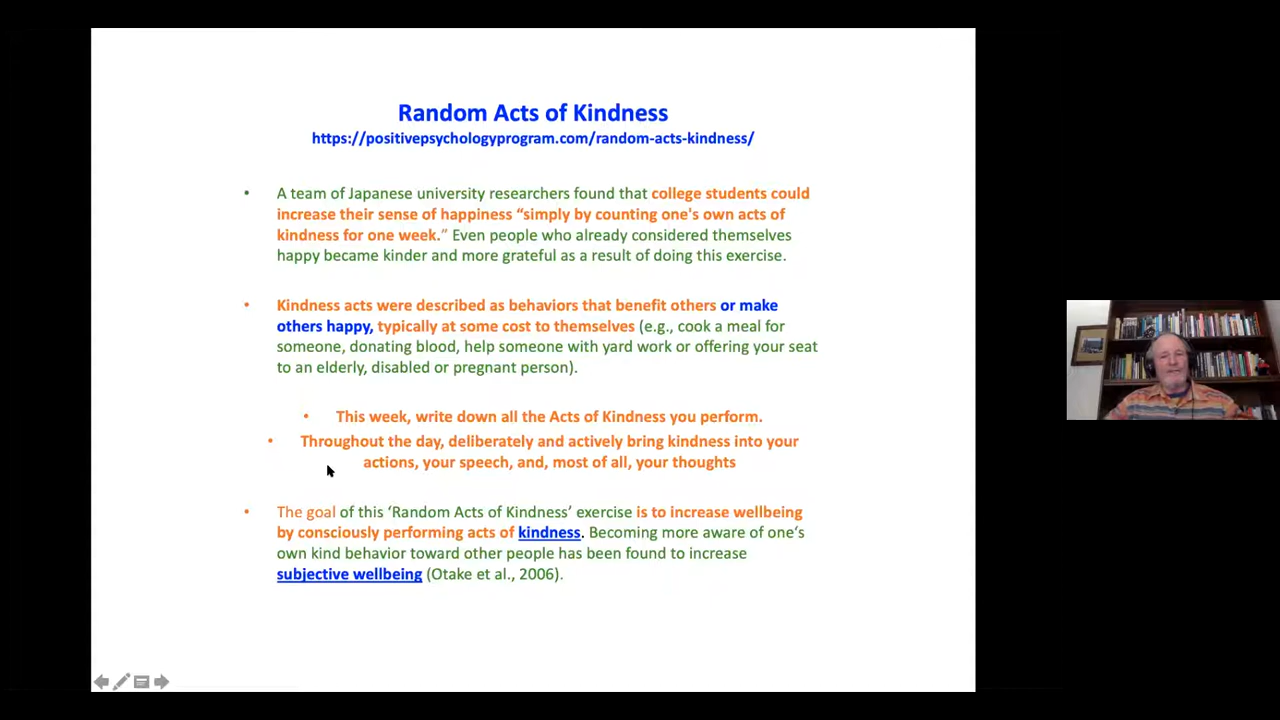 Random Acts of Kindness
https://positivepsychologyprogram.com/random-acts-kindness/
• A team of Japanese university researchers found that college students could
increase their sense of happiness “simply by counting one's own acts of
kindness for one week.” Even people who already considered themselves
happy became kinder and more grateful as a result of doing this exercise.
• Kindness acts were described as behaviors that benefit others or make
others happy, typically at some cost to themselves (e.g., cook a meal for
someone, donating blood, help someone with yard work or offering your seat
to an elderly, disabled or pregnant person).
• This week, write down all the Acts of Kindness you perform.
• Throughout the day, deliberately and actively bring kindness into your
actions, your speech, and, most of all, your thoughts
• The goal of this ‘Random Acts of Kindness’ exercise is to increase wellbeing
by consciously performing acts of kindness. Becoming more aware of one‘s
own kind behavior toward other people has been found to increase
subjective wellbeing (Otake et al., 2006).